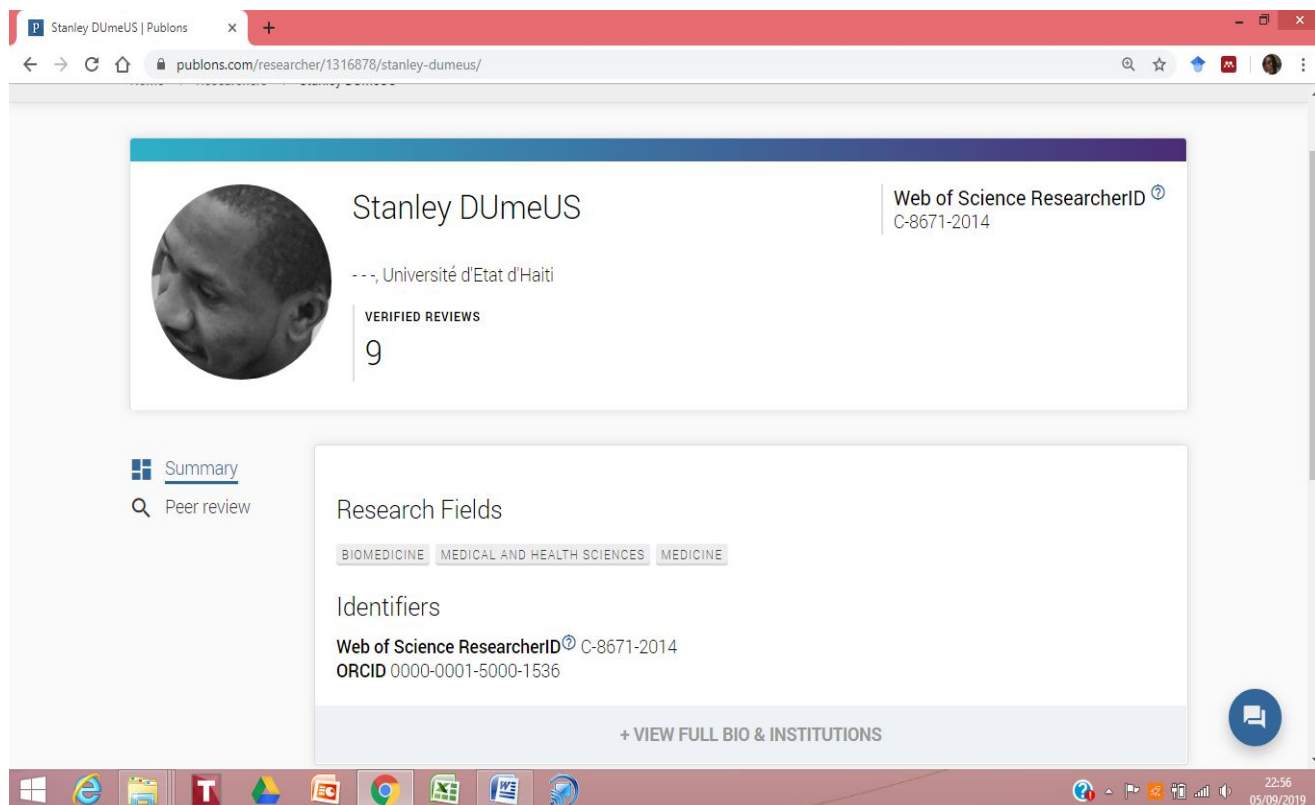 Stanley DUmeUS | Publons
publons.com/researcher/1316878/stanley-dumeus/
Stanley DUmeUS
Web of Science ResearcherID ?
C-8671-2014
- - -, Université d'Etat d'Haiti
VERIFIED REVIEWS
9
Summary
Peer review
Research Fields
BIOMEDICINE MEDICAL AND HEALTH SCIENCES MEDICINE
Identifiers
Web of Science ResearcherID? C-8671-2014
ORCID 0000-0001-5000-1536
+ VIEW FULL BIO & INSTITUTIONS
22:56
05/09/2019